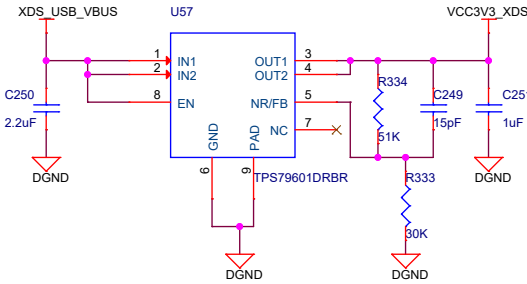 XDS_USB_VBUS
U57
VCC3V3_XDS
1
IN1
OUT1
3
2
IN2
OUT2
4
R334
C250
8
EN
NR/FB
5
C249
C251
2.2uF
NC
7
51K
15pF
1uF
GND
PAD
DGND
6
9
TPS79601DRBR
R333
DGND
30K
DGND
DGND